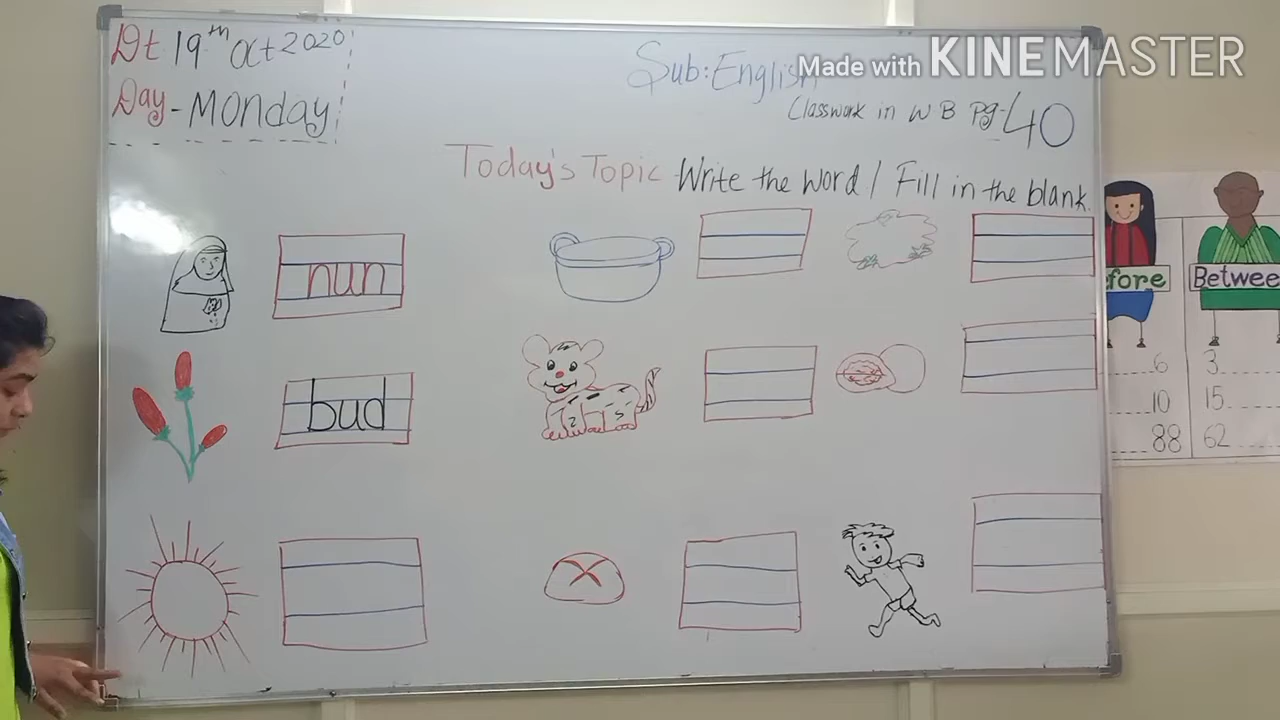 Dt 19th Oct 2020
Day - Monday
Made with KINEMASTER
Sub: English
Classwork in WB Pg-40
Today's Topic Write the word / Fill in the blank.
nun
bud
fore
Betwee
6
10
88
3
15
62